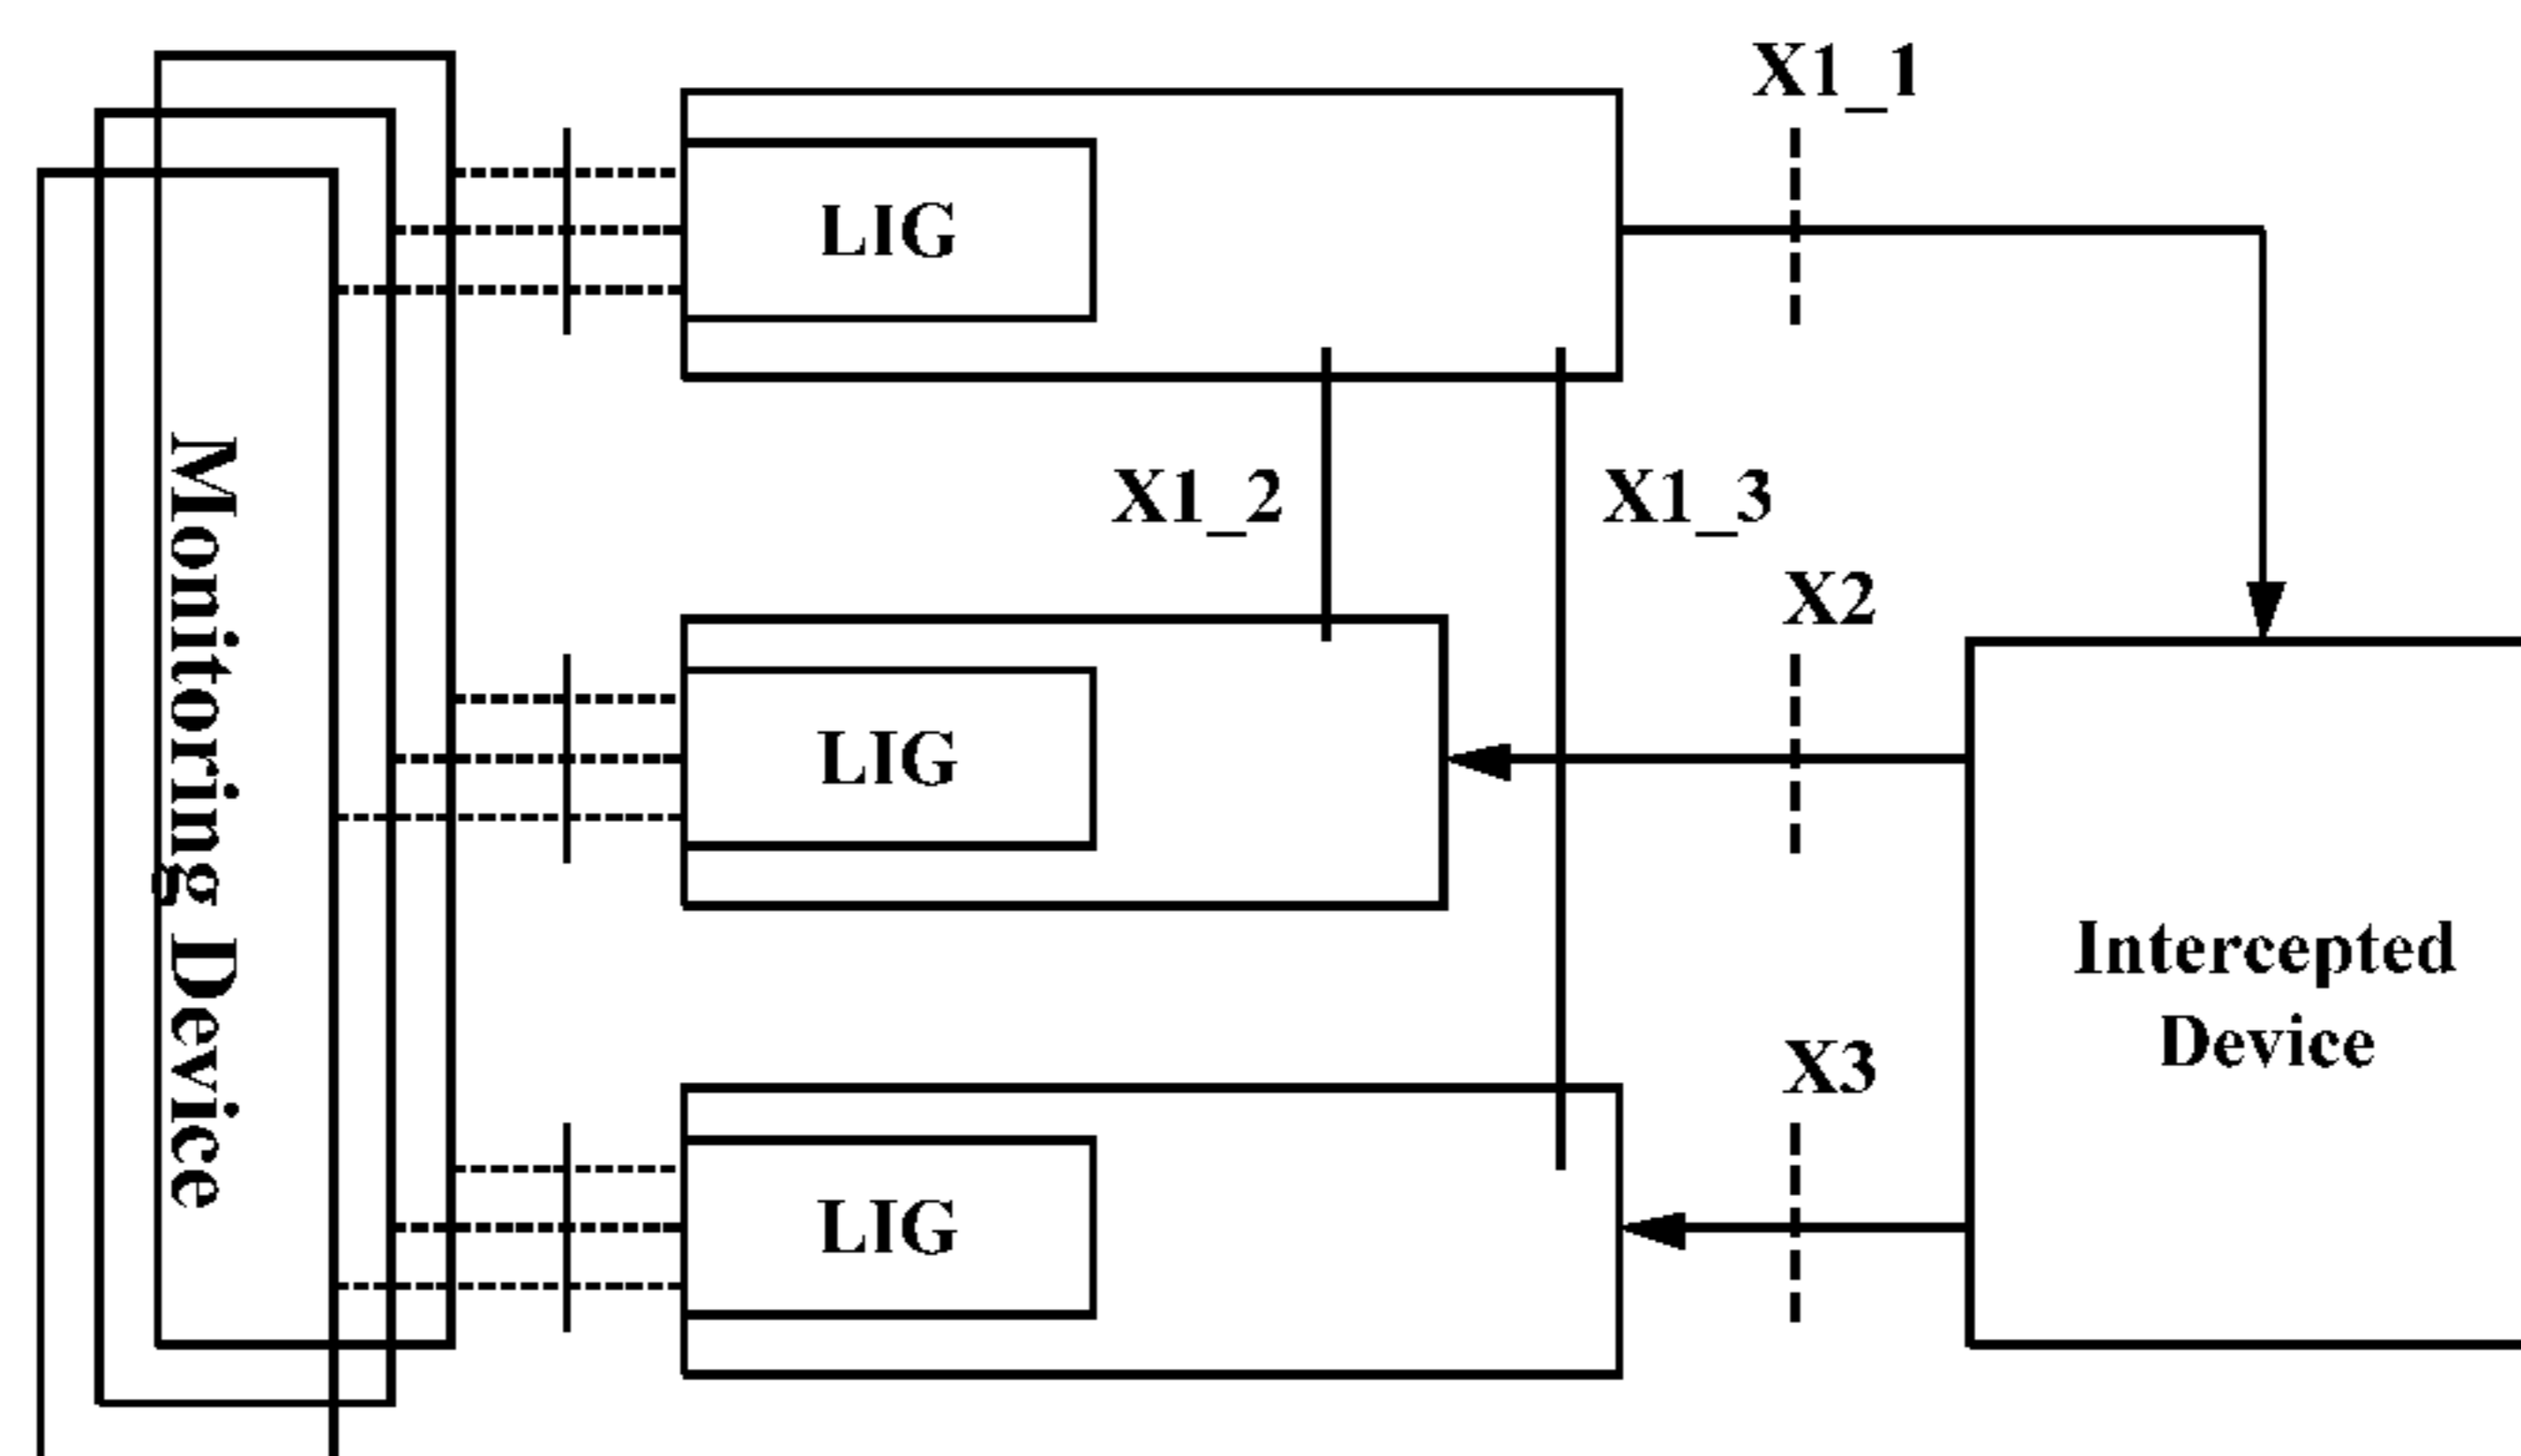 X1_1
LIG
X1_2
X1_3
X2
LIG
Monitoring Device
Intercepted
Device
X3
LIG